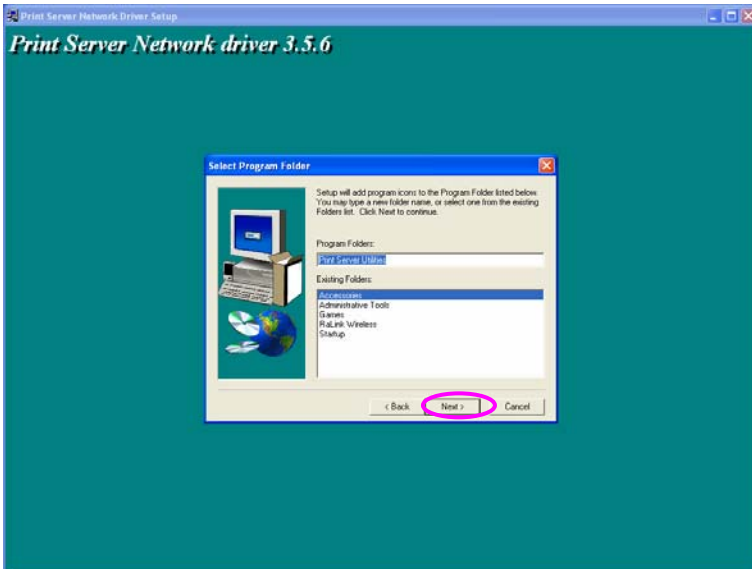 Print Server Network Driver Setup
Print Server Network driver 3.5.6
Select Program Folder
Setup will add program icons to the Program Folder listed below.
You may type a new folder name, or select one from the existing
Folders list. Click Next to continue.
Program Folders:
Print Server Utilities
Existing Folders:
Accessories
Administrative Tools
Games
RaLink Wireless
Startup
< Back
Next >
Cancel